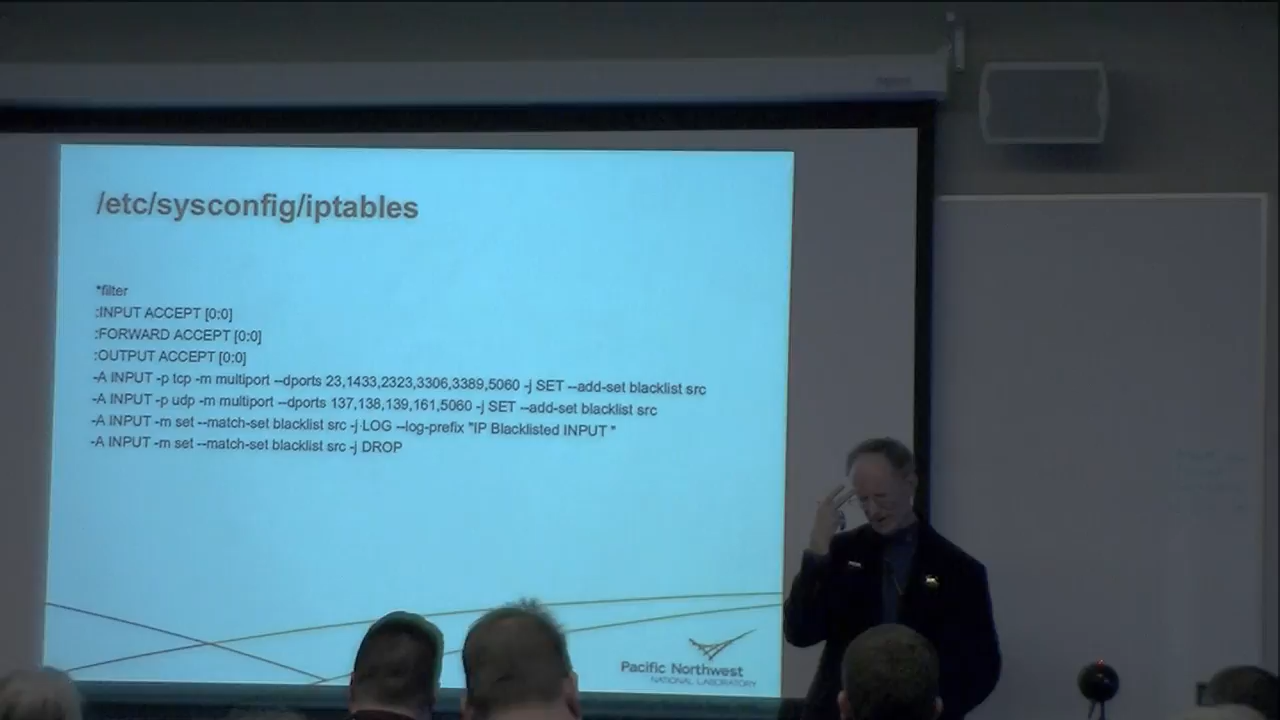 /etc/sysconfig/iptables
*filter
:INPUT ACCEPT [0:0]
:FORWARD ACCEPT [0:0]
:OUTPUT ACCEPT [0:0]
-A INPUT -p tcp -m multiport --dports 23,1433,2323,3306,3389,5060 -j SET --add-set blacklist src
-A INPUT -p udp -m multiport --dports 137,138,139,161,5060 -j SET --add-set blacklist src
-A INPUT -m set --match-set blacklist src -j LOG --log-prefix "IP Blacklisted INPUT "
-A INPUT -m set --match-set blacklist src -j DROP
Pacific Northwest
NATIONAL LABORATORY